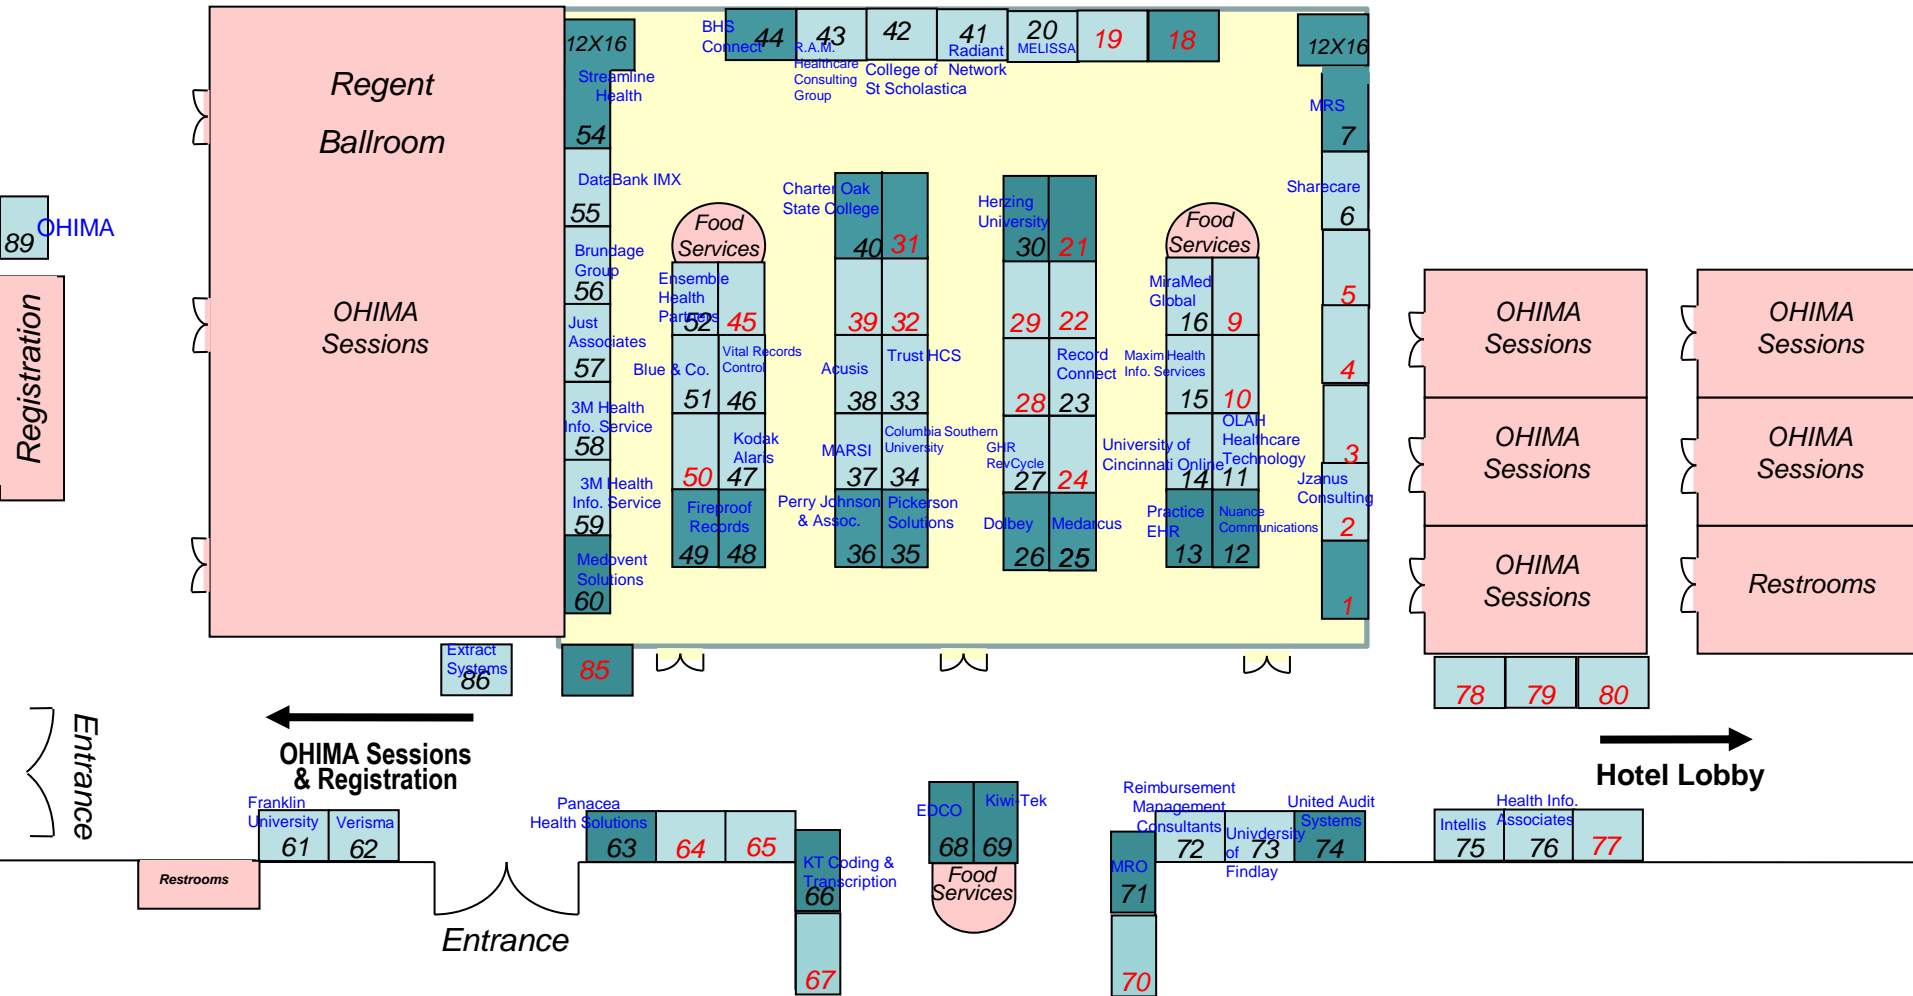 Regent
Ballroom
OHIMA
Sessions
89
OHIMA
Registration
12X16
Streamline
Health
54
DataBank IMX
55
Brundage
Group
56
Just
Associates
57
3M Health
Info. Service
58
3M Health
Info. Service
59
Medovent
Solutions
60
BHS
Connect
44
43
R.A.M.
Healthcare
Consulting
Group
42
College of
St Scholastica
41
Radiant
Network
20
MELISSA
19
18
12X16
MRS
7
Sharecare
6
5
4
3
Jzanus
Consulting
2
1
Food
Services
Ensemble
Health
Partners
52
45
Blue & Co.
51
Vital Records
Control
46
50
Kodak
Alaris
47
Fireproof
Records
49
48
Charter Oak
State College
40
31
39
32
Acusis
38
Trust HCS
33
MARSI
37
Columbia Southern
University
34
Perry Johnson
& Assoc.
36
Pickerson
Solutions
35
Herzing
University
30
21
29
22
28
Record
Connect
23
GHR
RevCycle
27
24
Dolbey
26
Medarcus
25
Food
Services
MiraMed
Global
16
9
Maxim Health
Info. Services
15
10
University of
Cincinnati Online
14
OLAH
Healthcare
Technology
11
Practice
EHR
13
Nuance
Communications
12
OHIMA
Sessions
OHIMA
Sessions
OHIMA
Sessions
OHIMA
Sessions
OHIMA
Sessions
Restrooms
78
79
80
Extract
Systems
86
85
Entrance
OHIMA Sessions
& Registration
Hotel Lobby
Franklin
University
61
Verisma
62
Restrooms
Entrance
Panacea
Health Solutions
63
64
65
KT Coding &
Transcription
66
67
EDCO
68
Kiwi-Tek
69
Food
Services
MRO
71
70
Reimbursement
Management
Consultants
72
Univdersity
of
Findlay
73
United Audit
Systems
74
Intellis
75
Health Info.
Associates
76
77